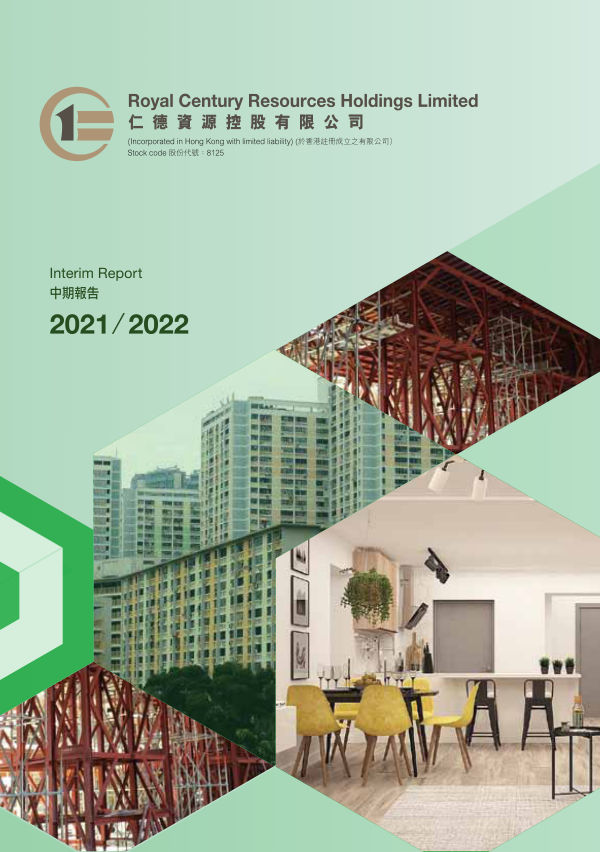 Royal Century Resources Holdings Limited
仁德資源控股有限公司
(Incorporated in Hong Kong with limited liability) (於香港註冊成立之有限公司)
Stock code 股份代號：8125
Interim Report
中期報告
2021/2022